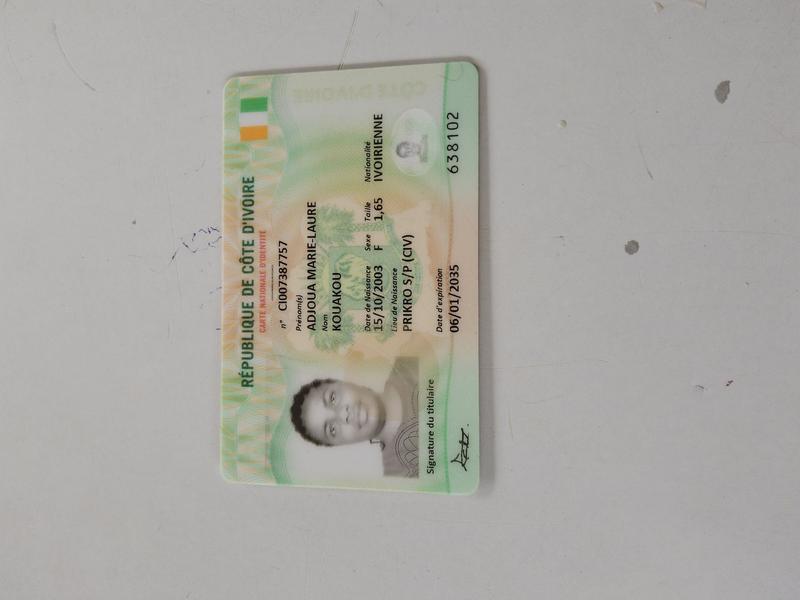 RÉPUBLIQUE DE CÔTE D'IVOIRE
CARTE NATIONALE D'IDENTITÉ
n° CI007387757
Prénom(s)
ADJOUA MARIE-LAURE
Nom
KOUAKOU
Date de Naissance Sexe Taille Nationalité
15/10/2003 F 1,65 IVOIRIENNE
Lieu de Naissance
PRIKRO S/P (CIV)
Date d'expiration
06/01/2035
638102
Signature du titulaire
CÔTE D'IVOIRE